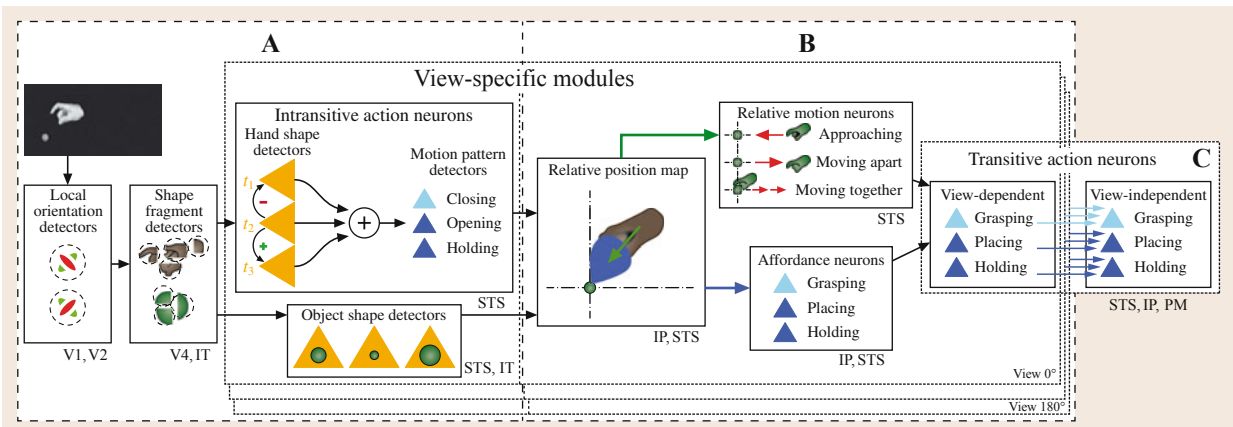 A
B
View-specific modules
Intransitive action neurons
Hand shape
detectors
t1
t2
t3
−
+
+
Motion pattern
detectors
Closing
Opening
Holding
STS
Local
orientation
detectors
V1, V2
Shape
fragment
detectors
V4, IT
Object shape detectors
STS, IT
Relative position map
IP, STS
Relative motion neurons
Approaching
Moving apart
Moving together
STS
Affordance neurons
Grasping
Placing
Holding
IP, STS
Transitive action neurons
C
View-dependent
Grasping
Placing
Holding
View-independent
Grasping
Placing
Holding
STS, IP, PM
View 0°
View 180°